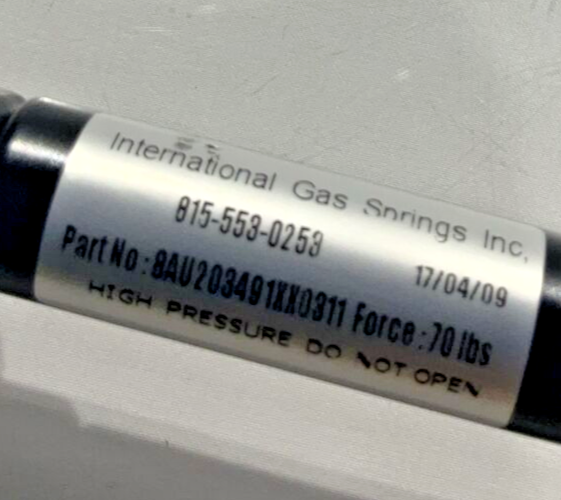 International Gas Springs Inc,
815-553-0253
17/04/09
Part No : 8AU203491XX0311 Force : 70 lbs
HIGH PRESSURE DO NOT OPEN